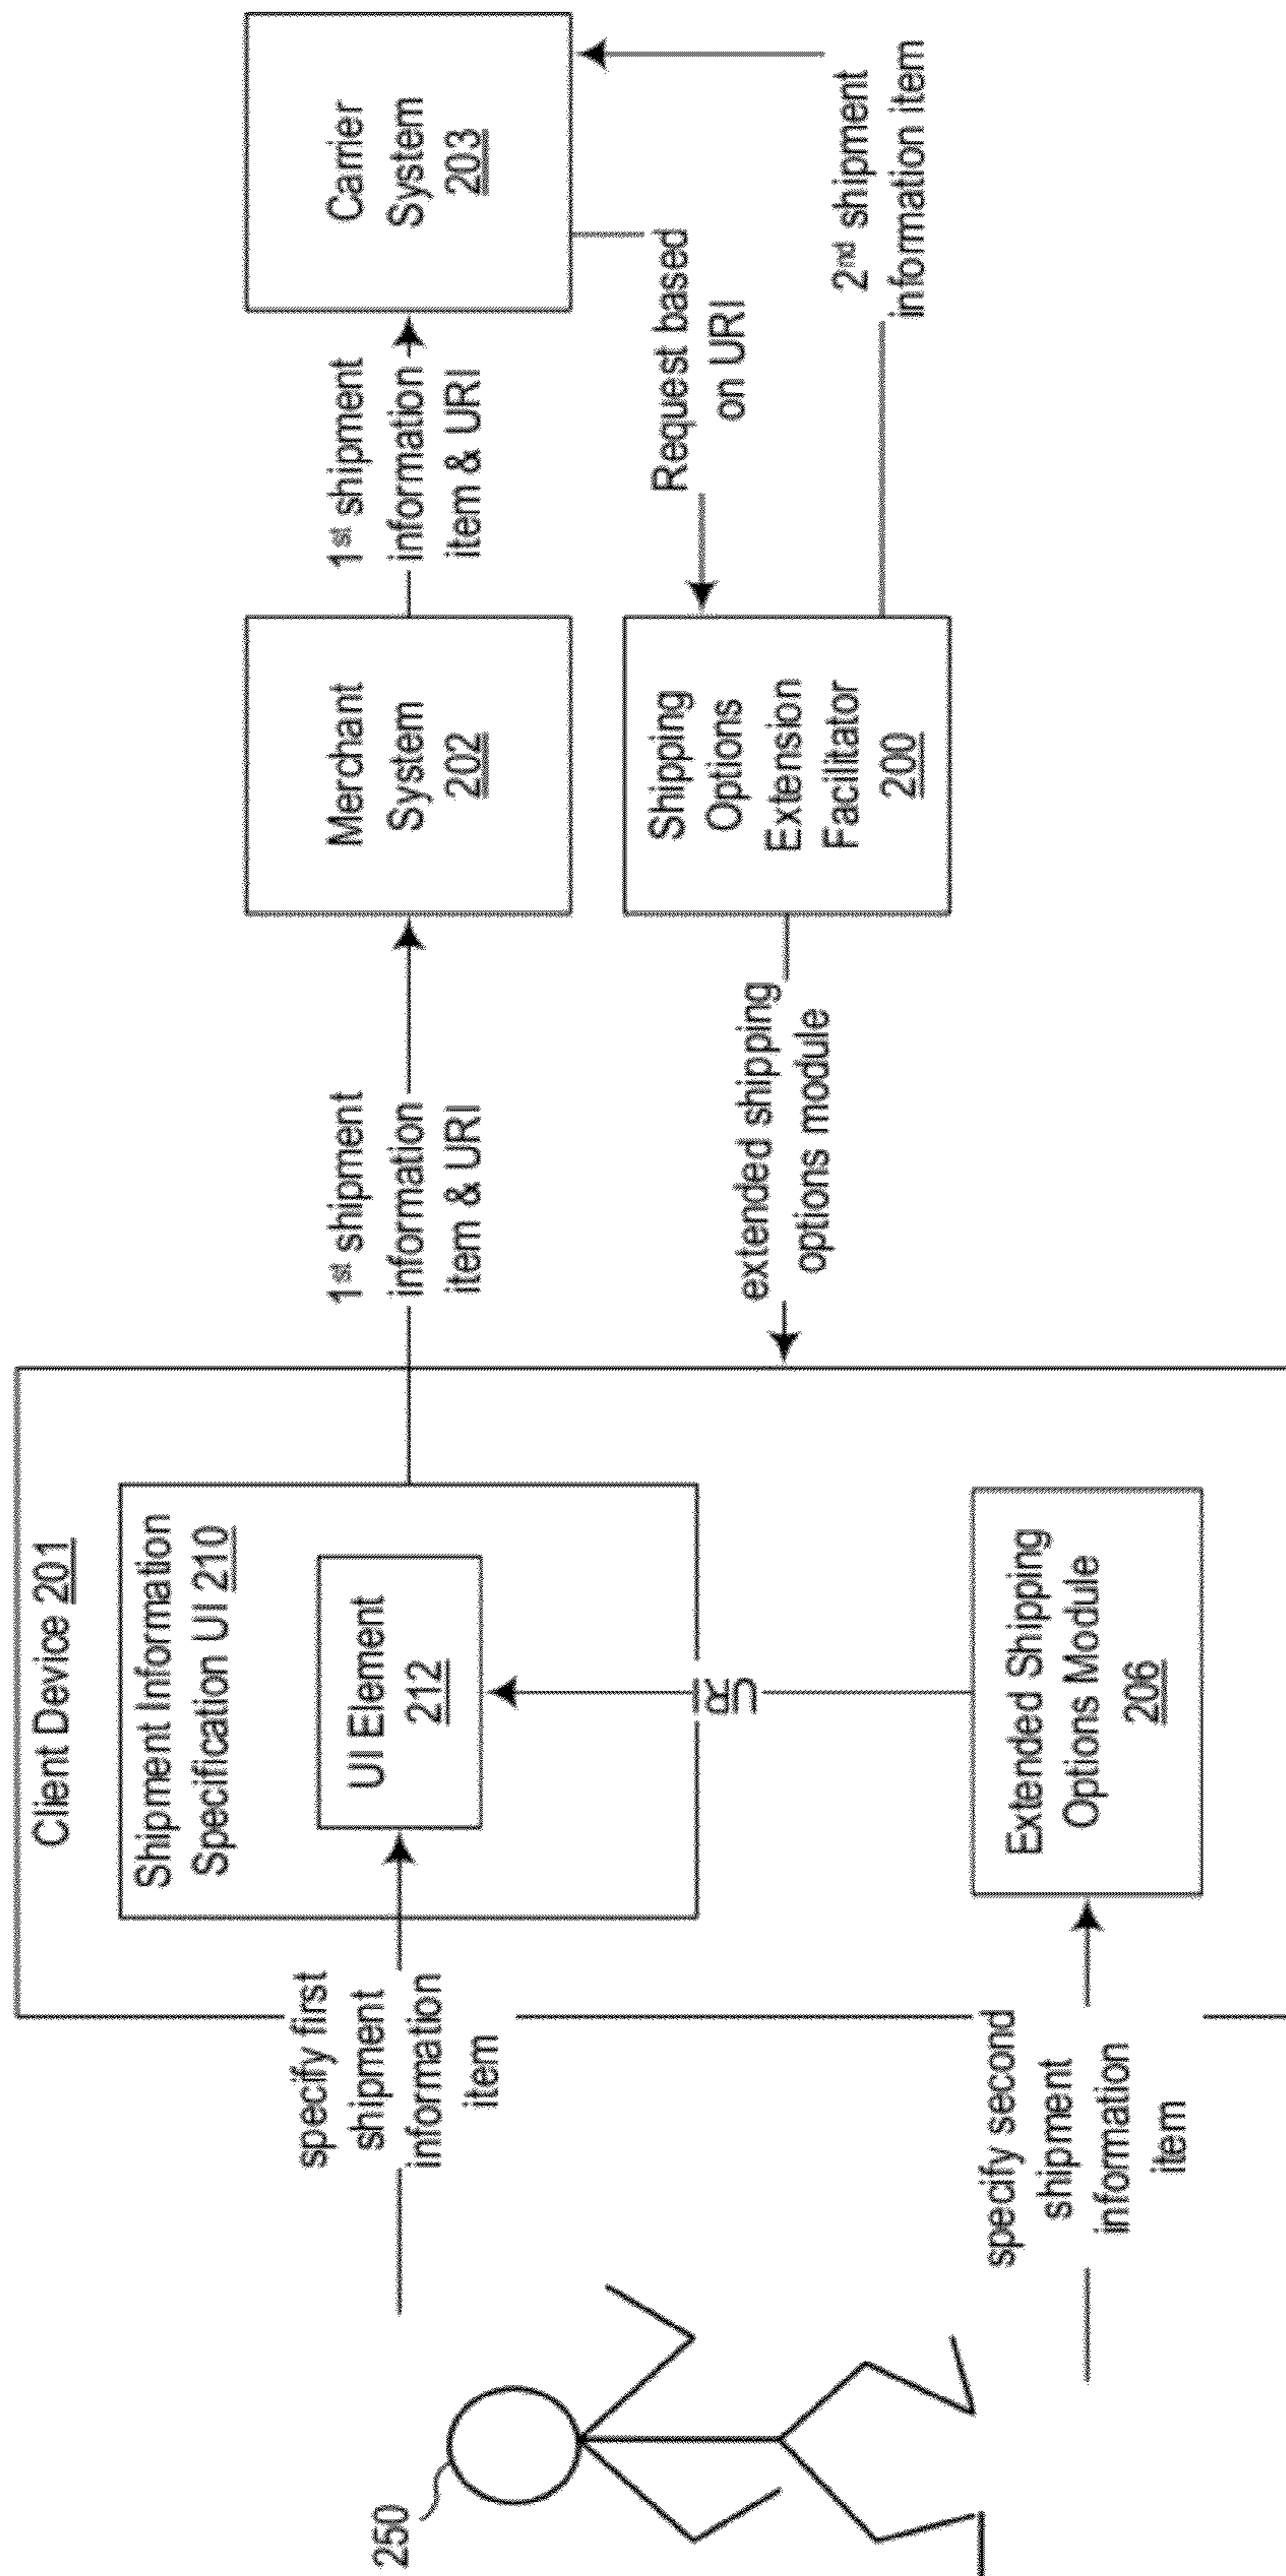 250
specify first
shipment
information
item
specify second
shipment
information
item
Client Device 201
Shipment Information
Specification UI 210
UI Element
212
URI
Extended Shipping
Options Module
206
1st shipment
information
item & URI
extended shipping
options module
Merchant
System
202
Shipping
Options
Extension
Facilitator
200
1st shipment
information
item & URI
Request based
on URI
2nd shipment
information item
Carrier
System
203